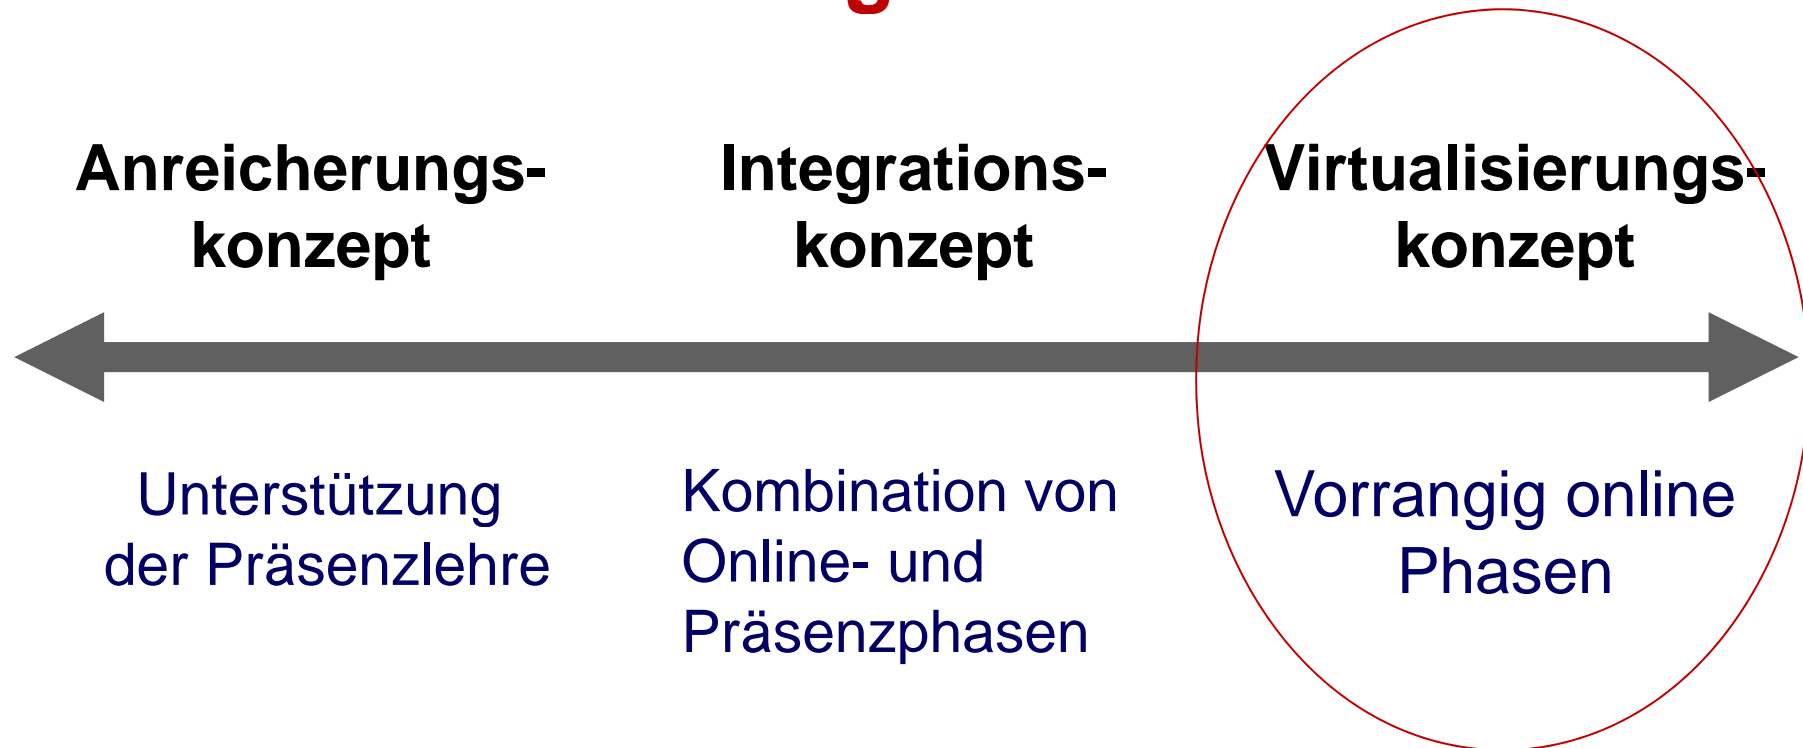 Anreicherungs-
konzept
Integrations-
konzept
Virtualisierungs-
konzept
Unterstützung
der Präsenzlehre
Kombination von
Online- und
Präsenzphasen
Vorrangig online
Phasen